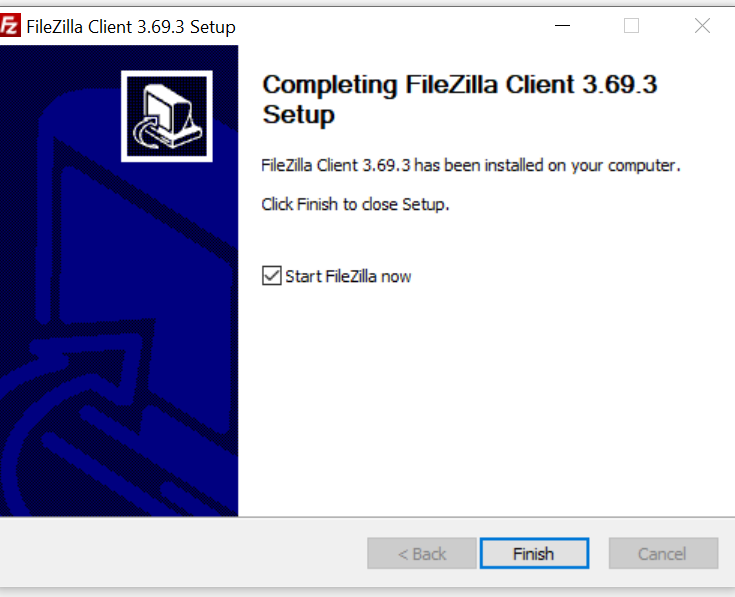 FileZilla Client 3.69.3 Setup
Completing FileZilla Client 3.69.3
Setup
FileZilla Client 3.69.3 has been installed on your computer.
Click Finish to close Setup.
Start FileZilla now
< Back
Finish
Cancel